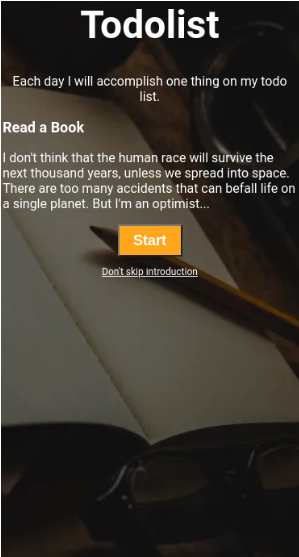 Todolist
Each day I will accomplish one thing on my todo
list.
Read a Book
I don't think that the human race will survive the
next thousand years, unless we spread into space.
There are too many accidents that can befall life on
a single planet. But I'm an optimist...
Start
Don't skip introduction